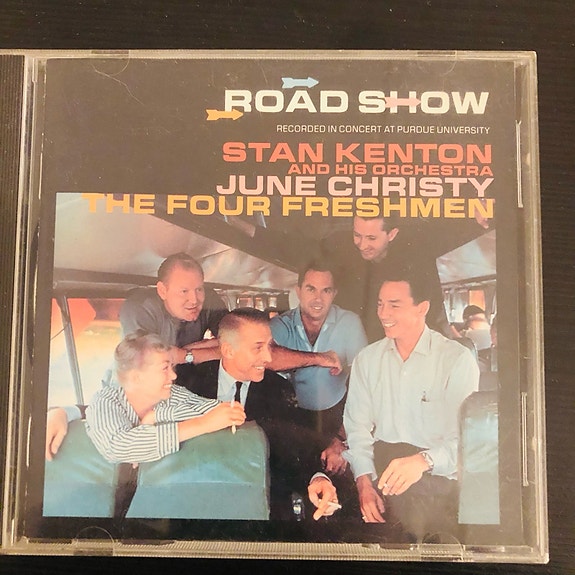 ROAD SHOW
RECORDED IN CONCERT AT PURDUE UNIVERSITY
STAN KENTON
AND HIS ORCHESTRA
JUNE CHRISTY
THE FOUR FRESHMEN